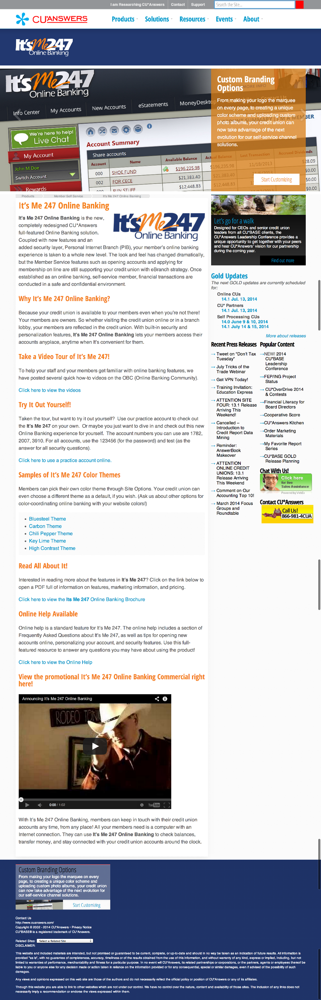 I am Researching CU*Answers
Contact
Support
Search the Site...
CU*ANSWERS
Products
Solutions
Resources
Events
About
It'sMe247
Online Banking
It'sMe247
Online Banking
Info Center
My Accounts
New Accounts
eStatements
MoneyDesktop
MORE INFO
Contact Us
We're here to help!
Live Chat
My Account
John M Doe
Switch Account
Rewards
Account Summary
Share accounts
Account
Name
Available Balance
Actual Balance
Last Transaction
Accrued Dividends
000
SHOE FUND
$196,225.98
$196,235.98
11/18/2013
$28.09
002
FOR CECE
$21,383.40
$21,383.40
$0.00
FUN STUFF
$12,448.83
$12,448.83
$0.00
$0.00
Custom Branding
Options
From making your logo the marquee
on every page, to creating a unique
color scheme and uploading custom
photo albums, your credit union can
now take advantage of the next
evolution for our self-service channel
solutions.
Start Customizing
Products
Member Self Service
It's Me 247 Online Banking
It's Me 247 Online Banking
It's Me 247 Online Banking is the new,
completely redesigned CU*Answers
full-featured Online Banking solution.
Coupled with new features and an
added security layer, Personal Internet Branch (PIB), your member's online banking
experience is taken to a whole new level. The look and feel has changed dramatically,
but the Member Service features such as opening accounts and applying for
membership on line are still supporting your credit union with eBranch strategy. Once
established as an online banking, self-service member, financial transactions are
conducted in a safe and confidential environment.
It'sMe247
Online Banking
Why It's Me 247 Online Banking?
Because your credit union is available to your members even when you're not there!
Your members are owners. So whether visiting the credit union online or in a branch
lobby, your members are reflected in the credit union. With built-in security and
personalization features, It's Me 247 Online Banking lets your members access their
accounts anyplace, anytime when It's convenient for them.
Take a Video Tour of It's Me 247!
To help your staff and your members get familiar with online banking features, we
have posted several quick how-to videos on the OBC (Online Banking Community).
Click here to view the videos
Try It Out Yourself!
Taken the tour, but want to try it out yourself? Use our practice account to check out
the It's Me 247 on your own. Or maybe you just want to dive in and check out this new
Online Banking experience for yourself. The account numbers you can use are 1782,
2007, 3910. For all accounts, use the 123456 (for the password) and test (as the
answer for all security questions).
Click here to use a practice account online.
Samples of It's Me 247 Color Themes
Members can pick their own color theme through Site Options. Your credit union can
even choose a different theme as a default, if you wish. (Ask us about other options for
color-coordinating online banking with your website colors!)
Bluesteel Theme
Carbon Theme
Chili Pepper Theme
Key Lime Theme
High Contrast Theme
Read All About It!
Interested in reading more about the features in It's Me 247? Click on the link below to
open a PDF full of information on features, marketing information, and pricing.
Click here to view the Its Me 247 Online Banking Brochure
Online Help Available
Online help is a standard feature for It's Me 247. The online help includes a section of
Frequently Asked Questions about It's Me 247, as well as tips for opening new
accounts online, personalizing your account, and security features. Use this full-
featured resource to answer any questions you may have about using the product!
Click here to view the Online Help
View the promotional It's Me 247 Online Banking Commercial right
here!
Announcing It's Me 247 Online Banking
RODEO TONI
0:00 / 1:02
YouTube
With It's Me 247 Online Banking, members can keep in touch with their credit union
accounts any time, from any place! All your members need is a computer with an
Internet connection. They can use It's Me 247 Online Banking to check balances,
transfer money, and stay connected with your credit union accounts around the clock.
Let's go for a walk
Designed for CEOs and senior credit union
leaders from all CU*BASE clients, the
CU*Answers Leadership Conference provides a
unique opportunity to get together with your peers
and hear CU*Answers' vision for our partnership
during the coming year.
Find out more
Gold Updates
The next GOLD updates are currently scheduled
for:
Online CUs
14.1 Jul. 13, 2014
CU* Partners
14.1 Jul. 13, 2014
Self Processing CUs
14.0 June 9 & 10, 2014
14.1 July 14 & 15, 2014
More about releases
Recent Press Releases
Tweet on "Don't Tax
Tuesday"
July Tricks of the
Trade Webinar
Get VPN Today!
Training Invitation:
Education Express
ATTENTION SITE
FOUR: 13.1 Release
Arriving This
Weekend!
Cancelled –
Introduction to
Credit Report Data
Mining
Reminder:
AnswerBook
Makeover
ATTENTION
ONLINE CREDIT
UNIONS: 13.1
Release Arriving
This Weekend
Comment on Our
Accounting Top 10!
March 2014 Focus
Groups and
Roundtable
Popular Content
NEW! 2014
CU*BASE
Leadership
Conference
FEP/ING Project
Status
CU*OverDrive 2014
& Contests
Financial Literacy for
Board Directors
Cooperative Score
CU*Answers Kitchen
Order Marketing
Materials
My Favorite Report
Series
CU*BASE GOLD
Release Planning
Chat With Us!
Click here
for live
Sales Assistance
Powered by WebEx
Contact CU*Answers
Call Us!
866-981-4CUA
Custom Branding Options
From making your logo the marquee on every
page, to creating a unique color scheme and
uploading custom photo albums, your credit union
can now take advantage of the next evolution for
our self-service channel solutions.
Start Customizing
Contact Us
http://www.cuanswers.com/
Copyright © 2002 - 2014 CU*Answers • Privacy Notice
CU*BASE® is a registered trademark of CU*Answers.
Related Sites: Select a Related Site
DISCLAIMER:
This website and included materials are intended, but not promised or guaranteed to be current, complete, or up-to-date and should in no way be taken as an indication of future results. All information is
provided "as is", with no guarantee of completeness, accuracy, timeliness or of the results obtained from the use of this information, and without warranty of any kind, express or implied, including, but not
limited to warranties of performance, merchantability and fitness for a particular purpose. In no event will CU*Answers, its related partnerships or corporations, or the partners, agents or employees thereof be
liable to you or anyone else for any decision made or action taken in reliance on the information provided or for any consequential, special or similar damages, even if advised of the possibility of such
damages.
Any views and opinions expressed on this web site are those of the authors and do not necessarily reflect the official policy or position of CU*Answers or any of its affiliates.
Through this website you are able to link to other websites which are not under our control. We have no control over the nature, content and availability of those sites. The inclusion of any links does not
necessarily imply a recommendation or endorse the views expressed within them.